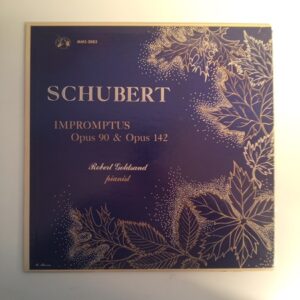 SCHUBERT
IMPROMPTUS
Opus 90 & Opus 142
Robert Goldsand
pianist